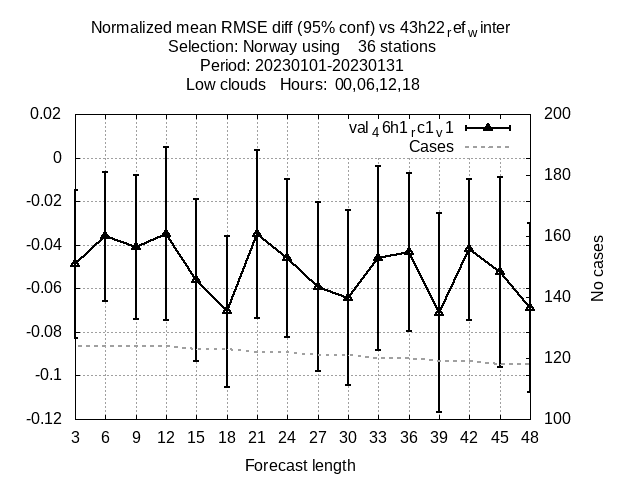 Normalized mean RMSE diff (95% conf) vs 43h22ref_winter
Selection: Norway using    36 stations
Period: 20230101-20230131
Low clouds   Hours:  00,06,12,18
val46h1rc1v1
Cases
0.02
0
-0.02
-0.04
-0.06
-0.08
-0.1
-0.12
200
180
160
140
120
100
No cases
3 6 9 12 15 18 21 24 27 30 33 36 39 42 45 48
Forecast length